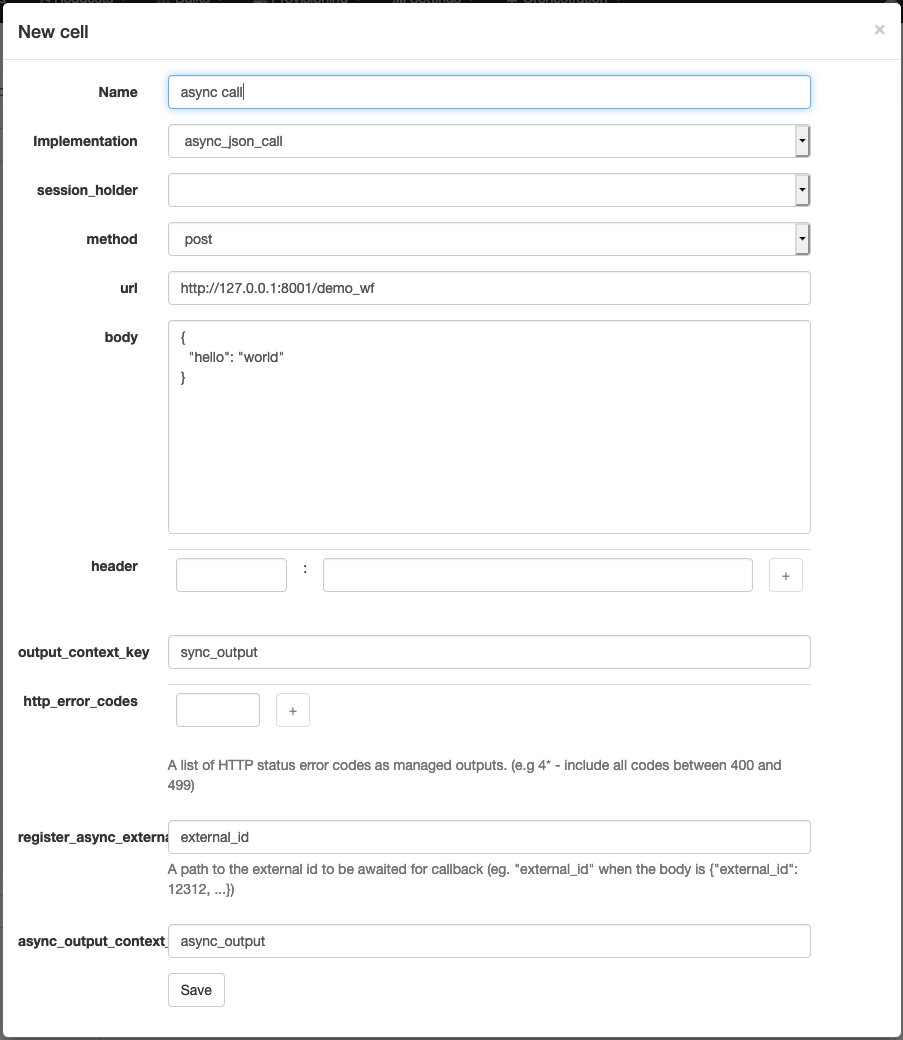 New cell ×
Name async call
Implementation async_json_call
session_holder
method post
url http://127.0.0.1:8001/demo_wf
body {
"hello": "world"
}
header : +
output_context_key sync_output
http_error_codes +
A list of HTTP status error codes as managed outputs. (e.g 4* - include all codes between 400 and
499)
register_async_externa external_id
A path to the external id to be awaited for callback (eg. "external_id" when the body is {"external_id":
12312, ...})
async_output_context_ async_output
Save